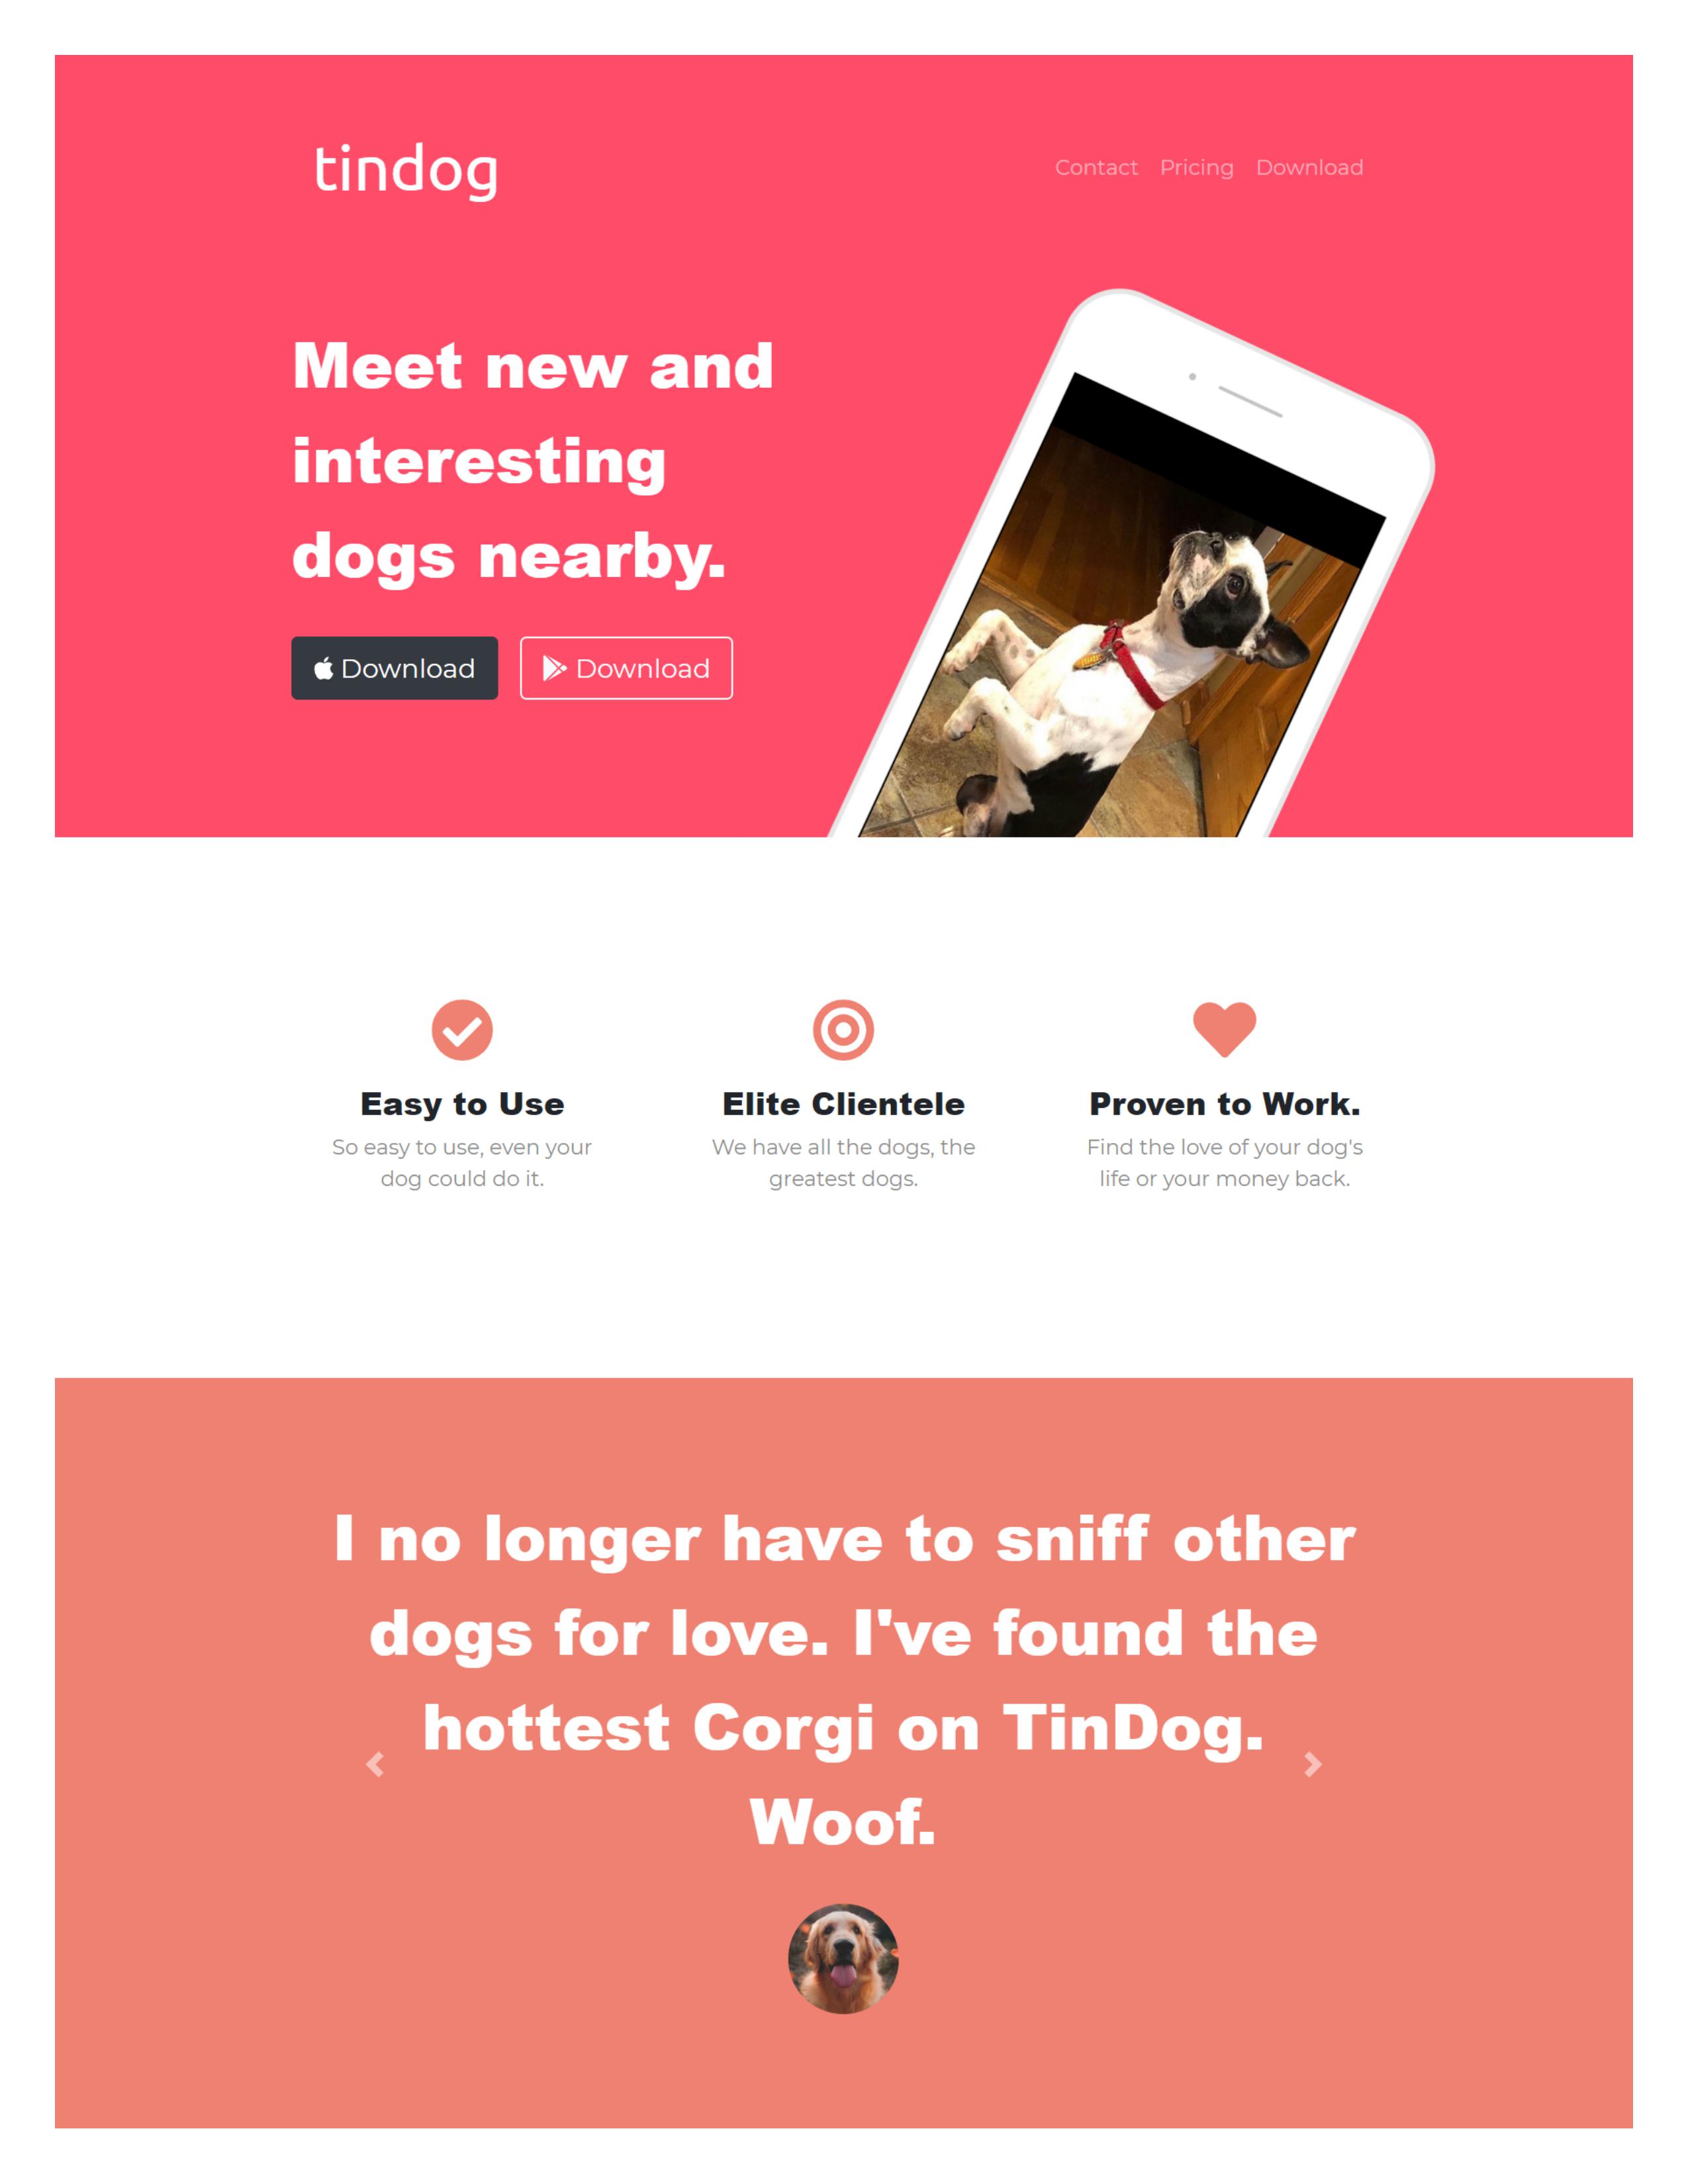 tindog
Contact Pricing Download
Meet new and
interesting
dogs nearby.
Download Download
Easy to Use
So easy to use, even your
dog could do it.
Elite Clientele
We have all the dogs, the
greatest dogs.
Proven to Work.
Find the love of your dog's
life or your money back.
I no longer have to sniff other
dogs for love. I've found the
hottest Corgi on TinDog.
Woof.